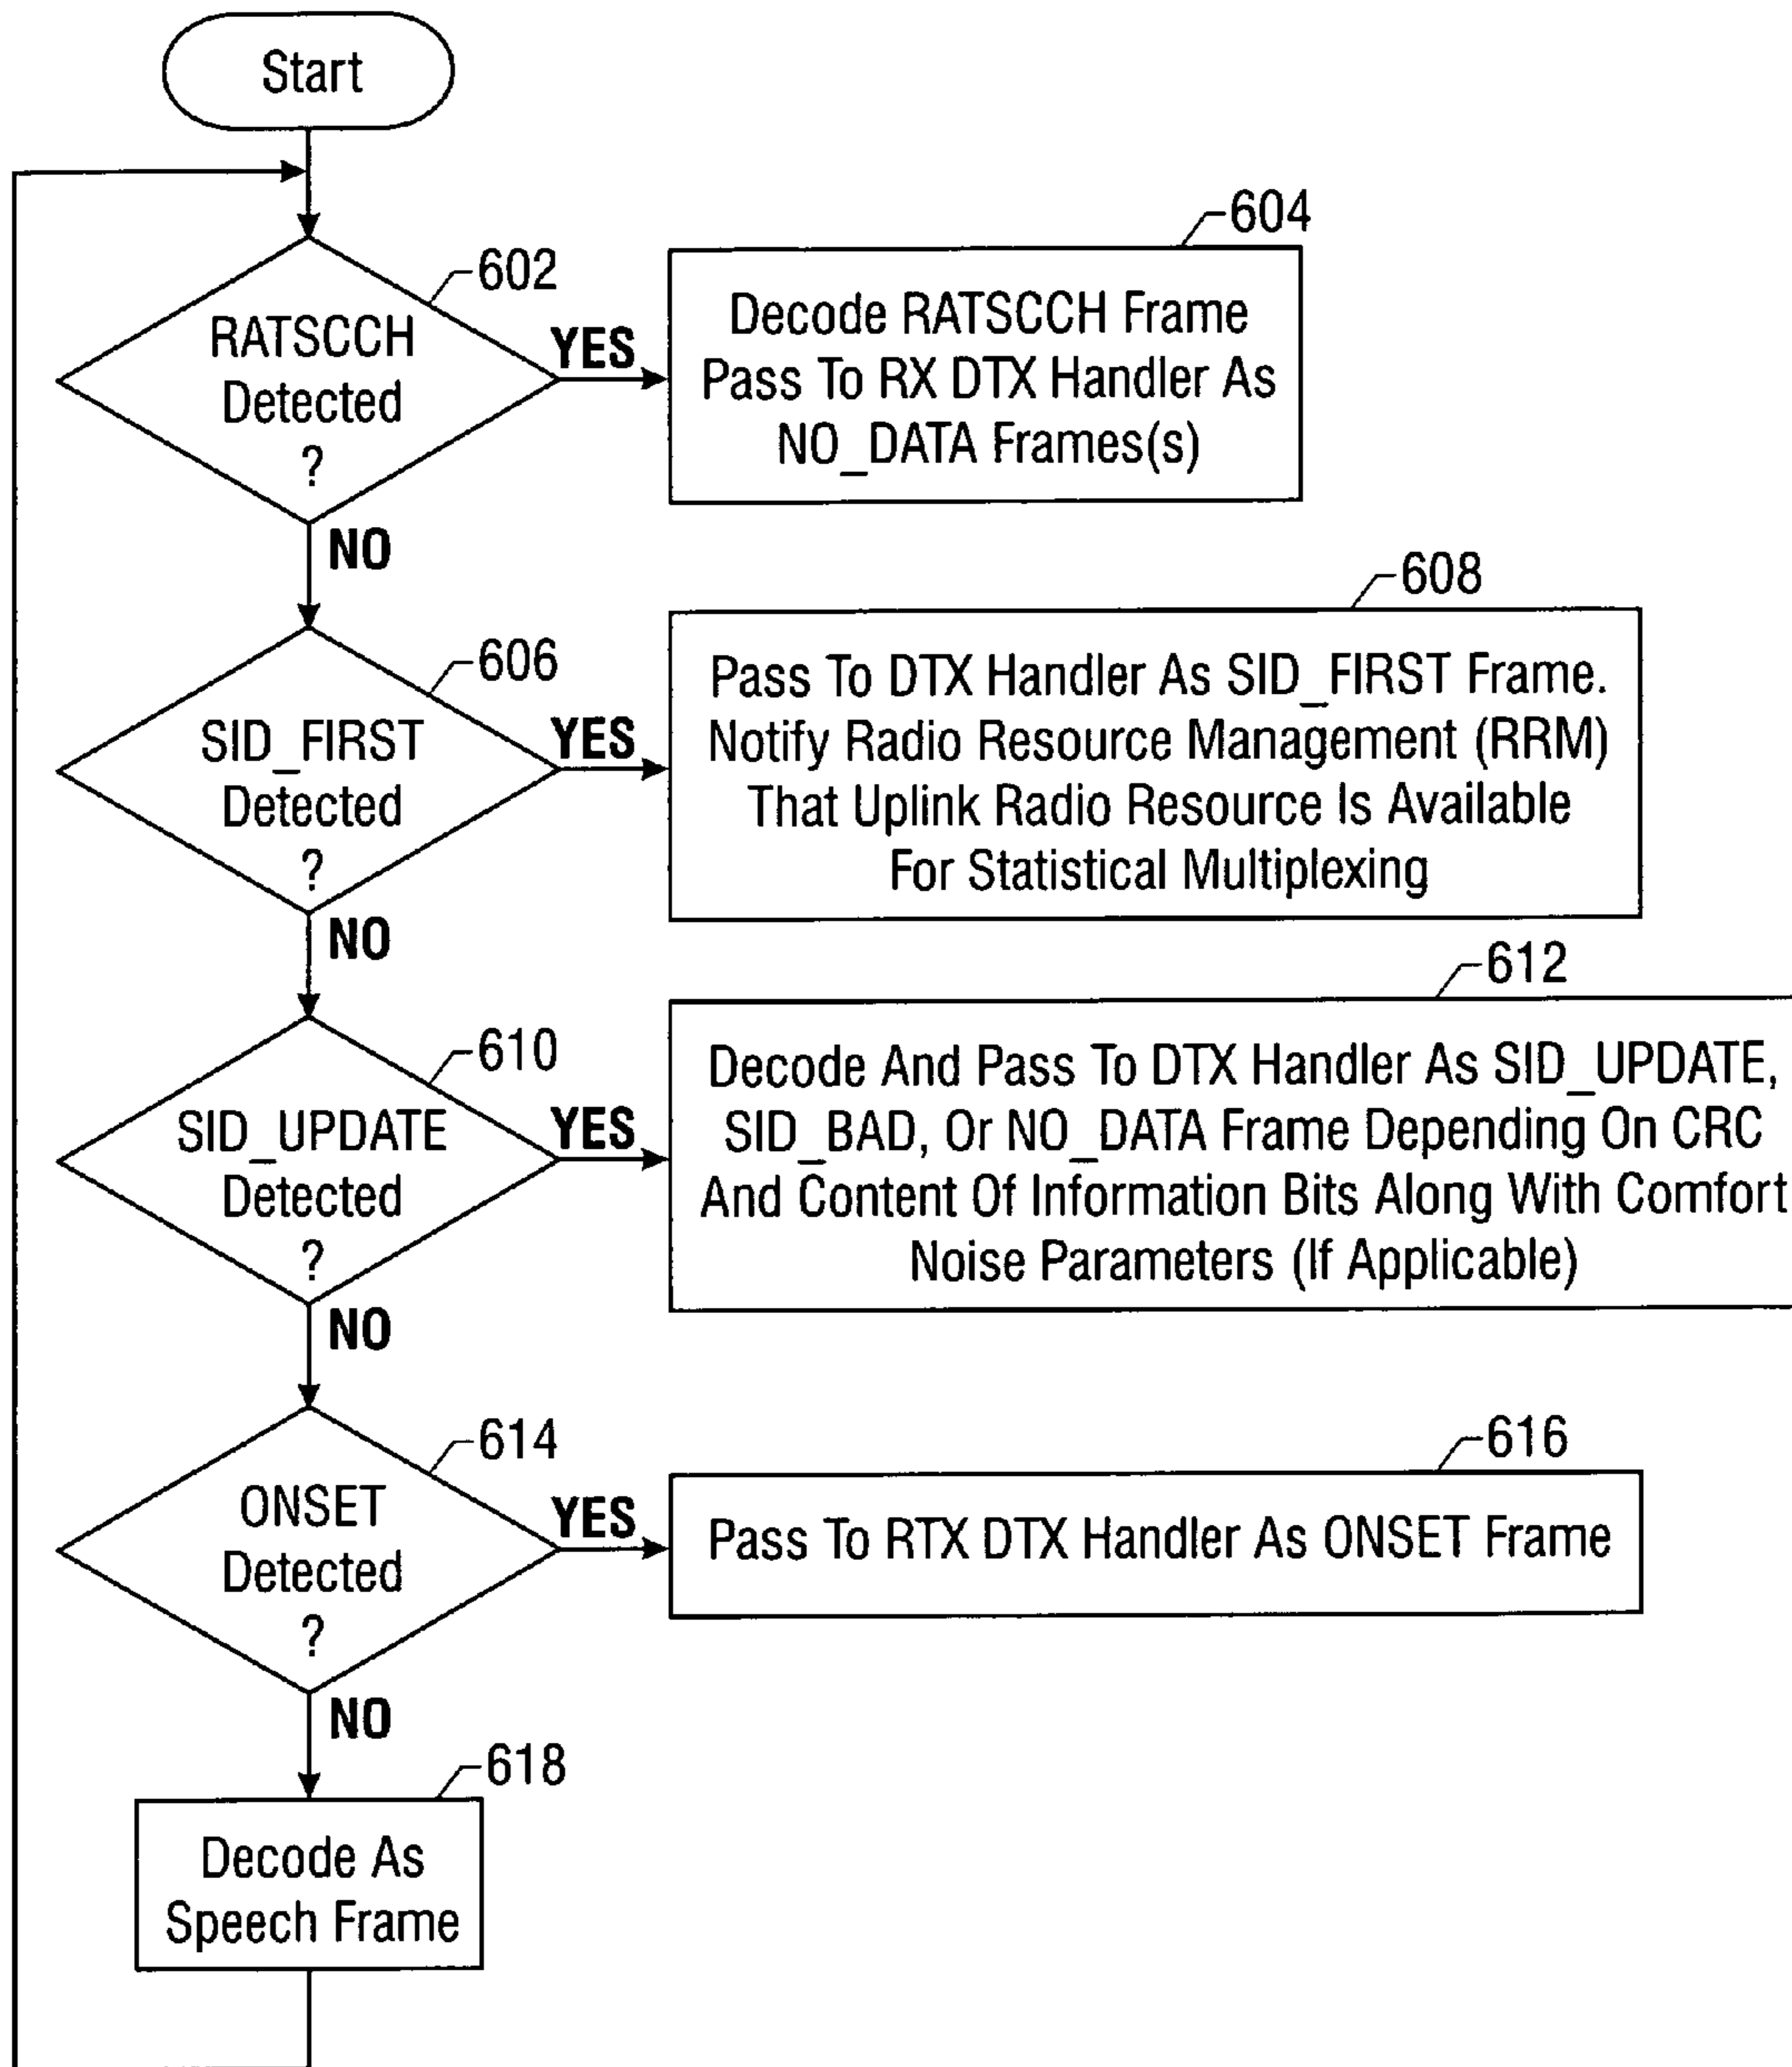 Start
602
RATSCCH
Detected
?
YES
NO
604
Decode RATSCCH Frame
Pass To RX DTX Handler As
NO_DATA Frames(s)
606
SID_FIRST
Detected
?
YES
NO
608
Pass To DTX Handler As SID_FIRST Frame.
Notify Radio Resource Management (RRM)
That Uplink Radio Resource Is Available
For Statistical Multiplexing
610
SID_UPDATE
Detected
?
YES
NO
612
Decode And Pass To DTX Handler As SID_UPDATE,
SID_BAD, Or NO_DATA Frame Depending On CRC
And Content Of Information Bits Along With Comfort
Noise Parameters (If Applicable)
614
ONSET
Detected
?
YES
NO
616
Pass To RTX DTX Handler As ONSET Frame
618
Decode As
Speech Frame